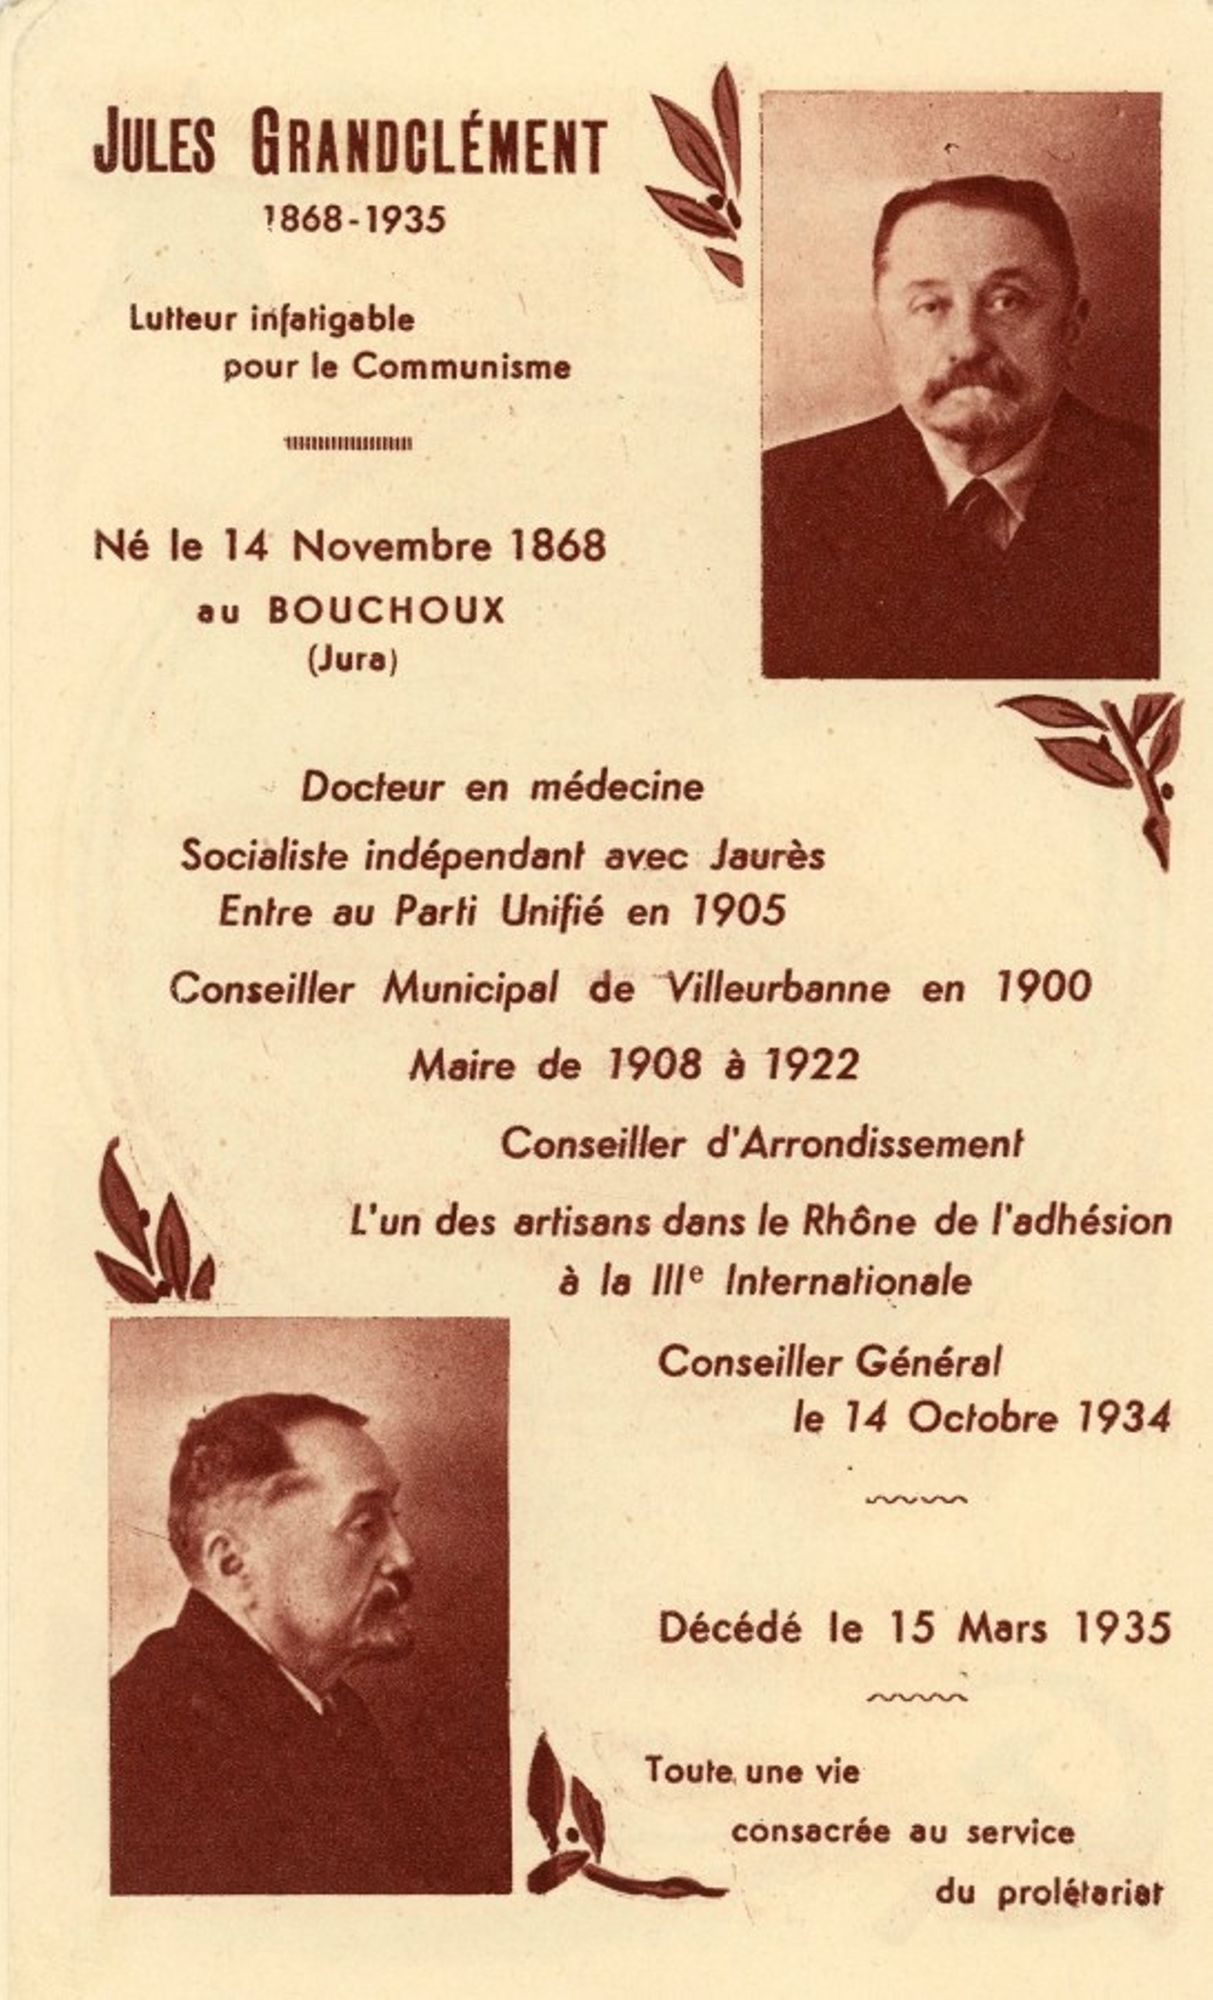 JULES GRANDCLÉMENT
1868-1935
Lutteur infatigable
pour le Communisme
Né le 14 Novembre 1868
au BOUCHOUX
(Jura)
Docteur en médecine
Socialiste indépendant avec Jaurès
Entre au Parti Unifié en 1905
Conseiller Municipal de Villeurbanne en 1900
Maire de 1908 à 1922
Conseiller d'Arrondissement
L'un des artisans dans le Rhône de l'adhésion
à la IIIe Internationale
Conseiller Général
le 14 Octobre 1934
Décédé le 15 Mars 1935
Toute une vie
consacrée au service
du prolétariat